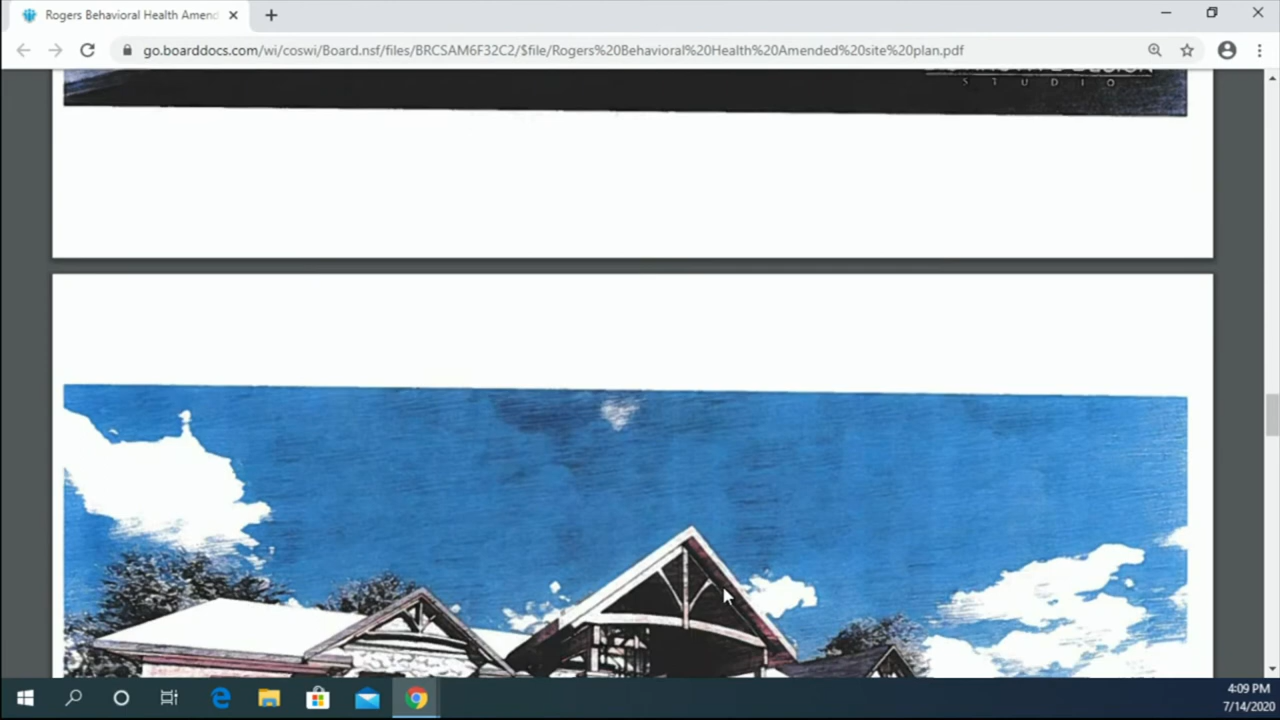 Rogers Behavioral Health Amend
go.boarddocs.com/wi/coswi/Board.nsf/files/BRCSAM6F32C2/$file/Rogers%20Behavioral%20Health%20Amended%20site%20plan.pdf
STUDIO
4:09 PM
7/14/2020